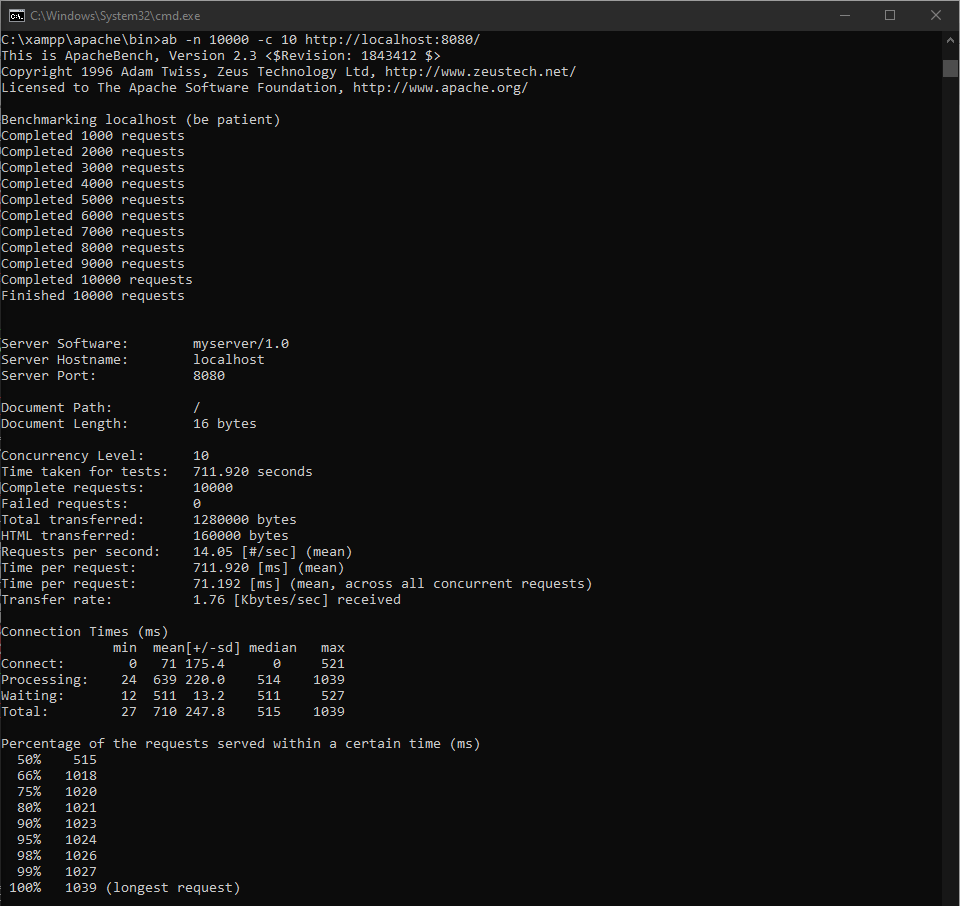 C:\Windows\System32\cmd.exe
C:\xampp\apache\bin>ab -n 10000 -c 10 http://localhost:8080/
This is ApacheBench, Version 2.3 <$Revision: 1843412 $>
Copyright 1996 Adam Twiss, Zeus Technology Ltd, http://www.zeustech.net/
Licensed to The Apache Software Foundation, http://www.apache.org/

Benchmarking localhost (be patient)
Completed 1000 requests
Completed 2000 requests
Completed 3000 requests
Completed 4000 requests
Completed 5000 requests
Completed 6000 requests
Completed 7000 requests
Completed 8000 requests
Completed 9000 requests
Completed 10000 requests
Finished 10000 requests


Server Software:        myserver/1.0
Server Hostname:        localhost
Server Port:            8080

Document Path:          /
Document Length:        16 bytes

Concurrency Level:      10
Time taken for tests:   711.920 seconds
Complete requests:      10000
Failed requests:        0
Total transferred:      1280000 bytes
HTML transferred:       160000 bytes
Requests per second:    14.05 [#/sec] (mean)
Time per request:       711.920 [ms] (mean)
Time per request:       71.192 [ms] (mean, across all concurrent requests)
Transfer rate:          1.76 [Kbytes/sec] received

Connection Times (ms)
              min  mean[+/-sd] median   max
Connect:        0   71 175.4      0     521
Processing:    24  639 220.0    514    1039
Waiting:       12  511  13.2    511     527
Total:         27  710 247.8    515    1039

Percentage of the requests served within a certain time (ms)
  50%    515
  66%   1018
  75%   1020
  80%   1021
  90%   1023
  95%   1024
  98%   1026
  99%   1027
 100%   1039 (longest request)